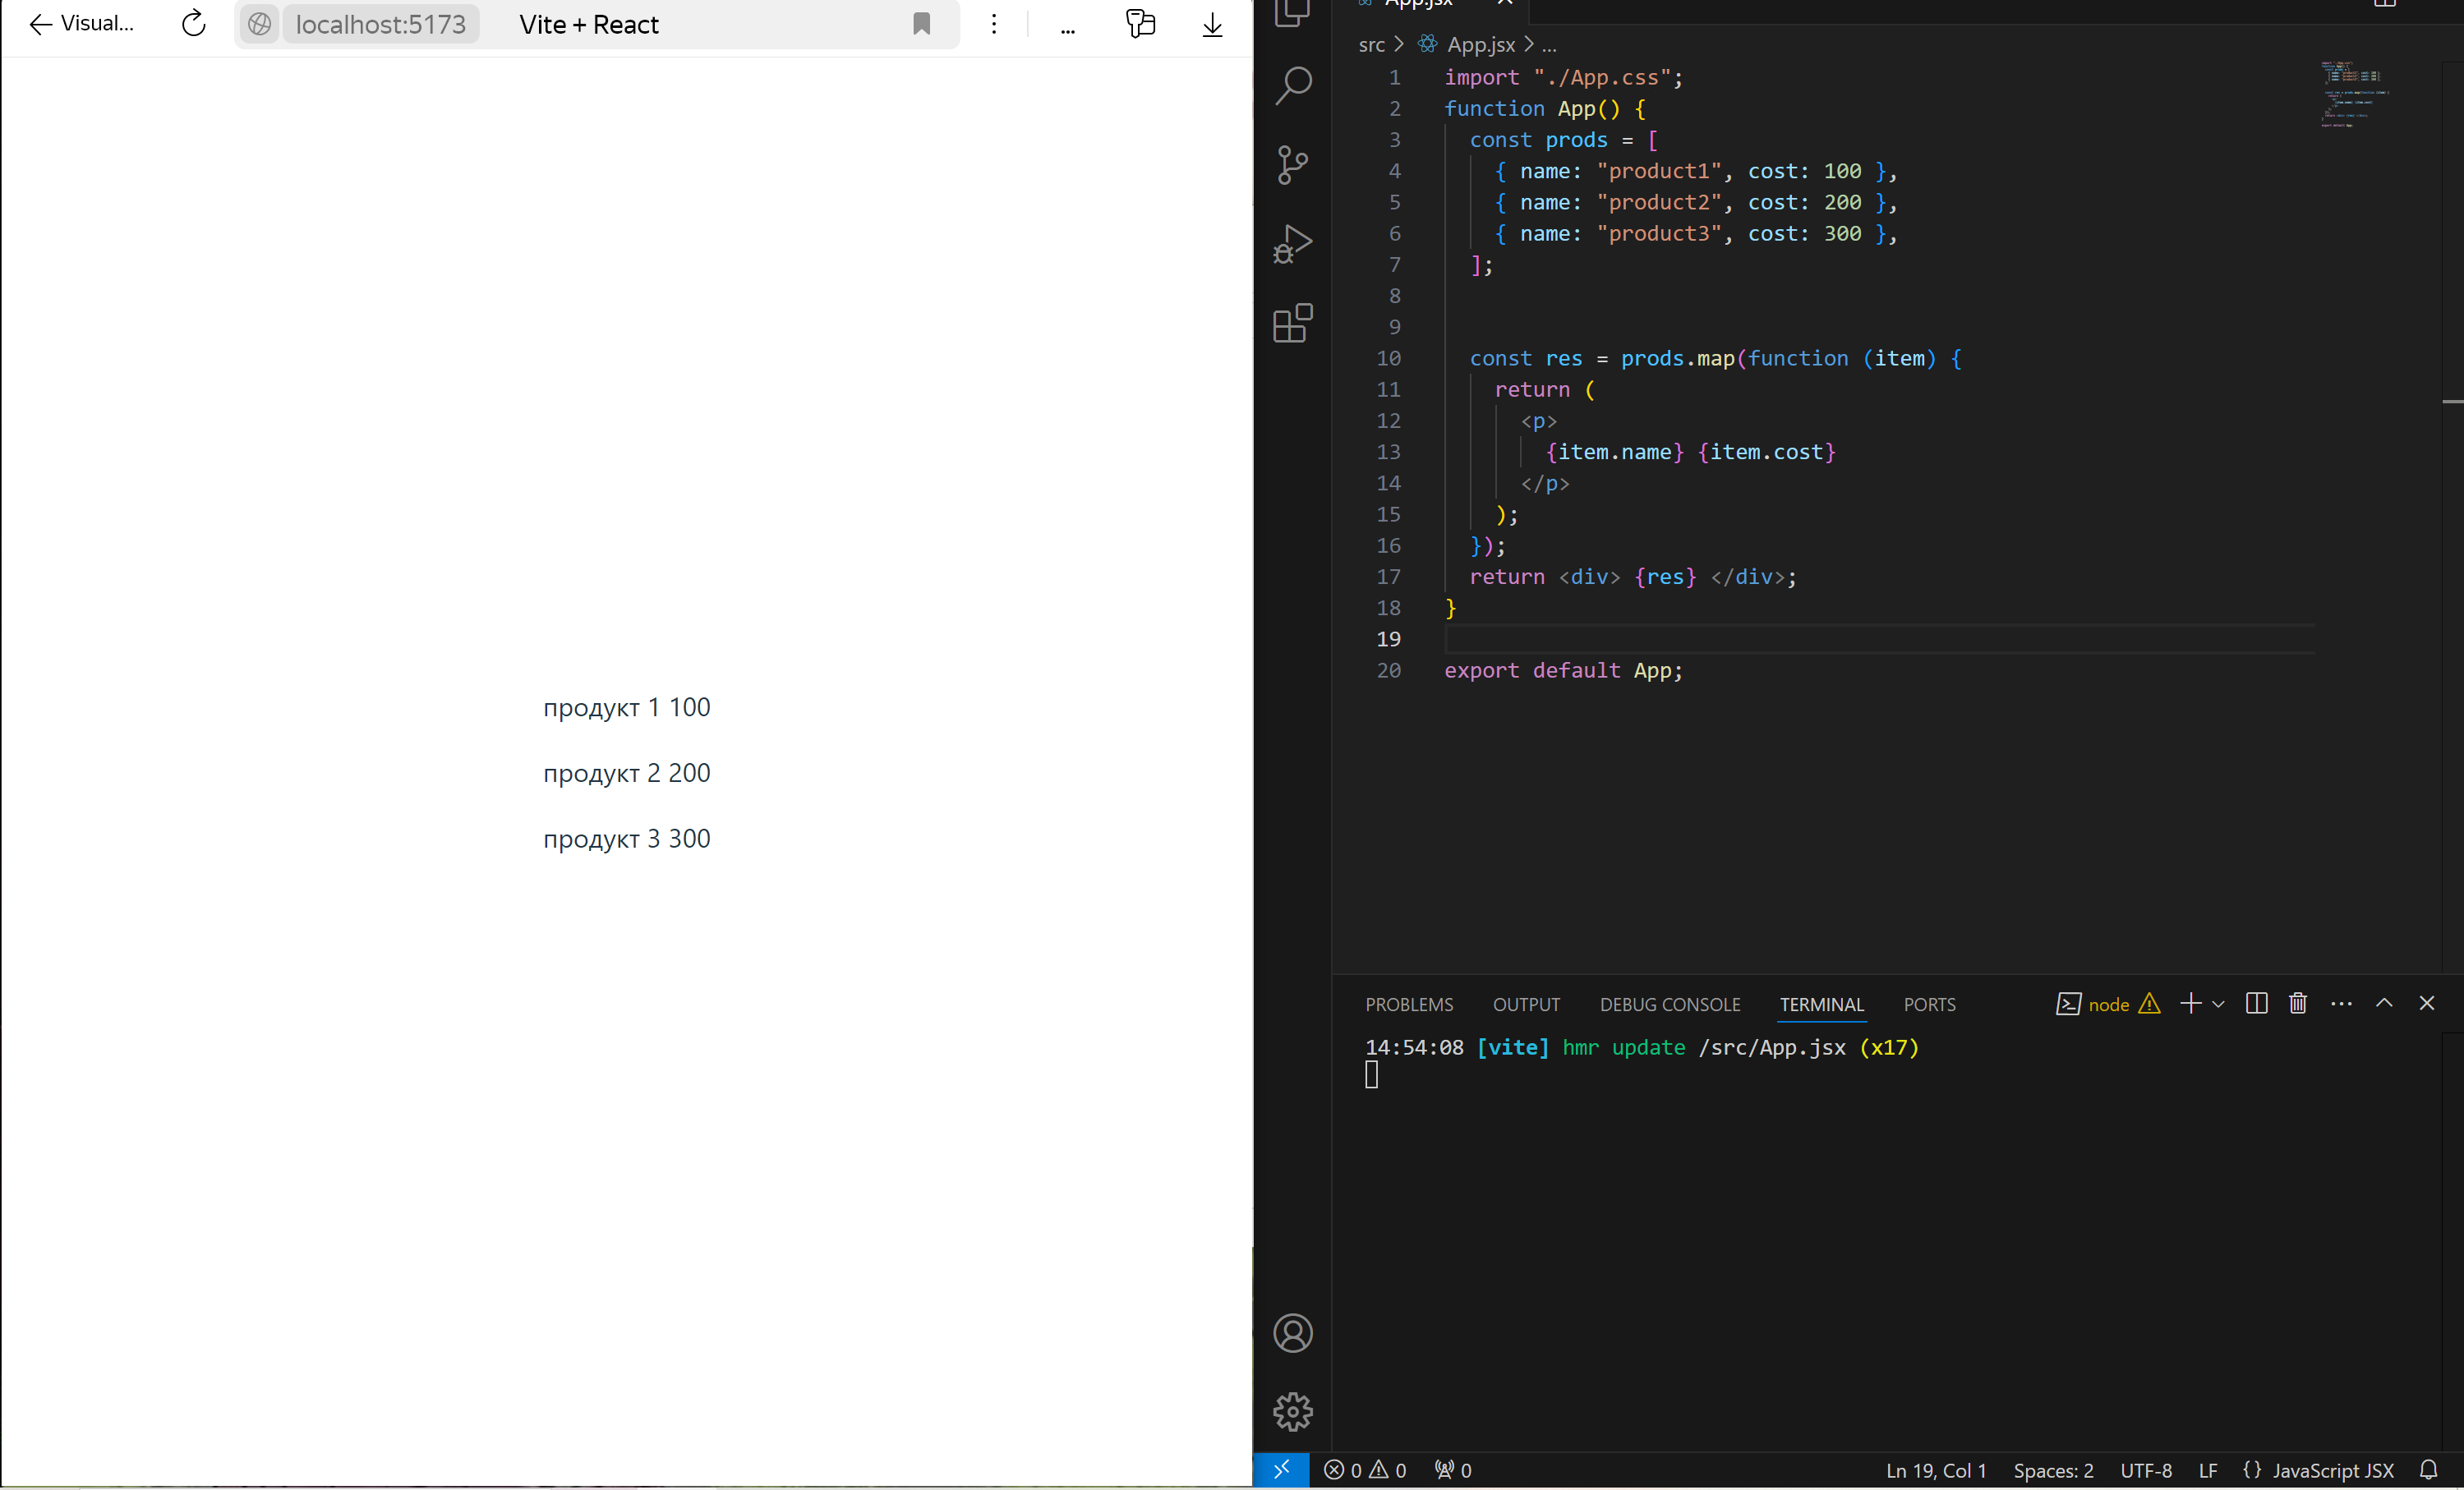 Visual... localhost:5173 Vite + React ...
продукт 1 100
продукт 2 200
продукт 3 300
App.jsx
src > App.jsx > ...
1 import "./App.css";
2 function App() {
3 const prods = [
4 { name: "product1", cost: 100 },
5 { name: "product2", cost: 200 },
6 { name: "product3", cost: 300 },
7 ];
8
9
10 const res = prods.map(function (item) {
11 return (
12 <p>
13 {item.name} {item.cost}
14 </p>
15 );
16 });
17 return <div> {res} </div>;
18 }
19
20 export default App;
PROBLEMS OUTPUT DEBUG CONSOLE TERMINAL PORTS node
14:54:08 [vite] hmr update /src/App.jsx (x17)
0 0 0 Ln 19, Col 1 Spaces: 2 UTF-8 LF {} JavaScript JSX